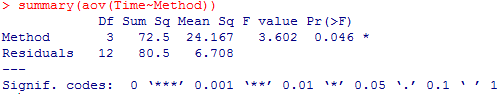 > summary(aov(Time~Method))
            Df Sum Sq Mean Sq F value Pr(>F)
Method       3   72.5  24.167   3.602  0.046 *
Residuals   12   80.5   6.708
---
Signif. codes:  0 ‘***’ 0.001 ‘**’ 0.01 ‘*’ 0.05 ‘.’ 0.1 ‘ ’ 1